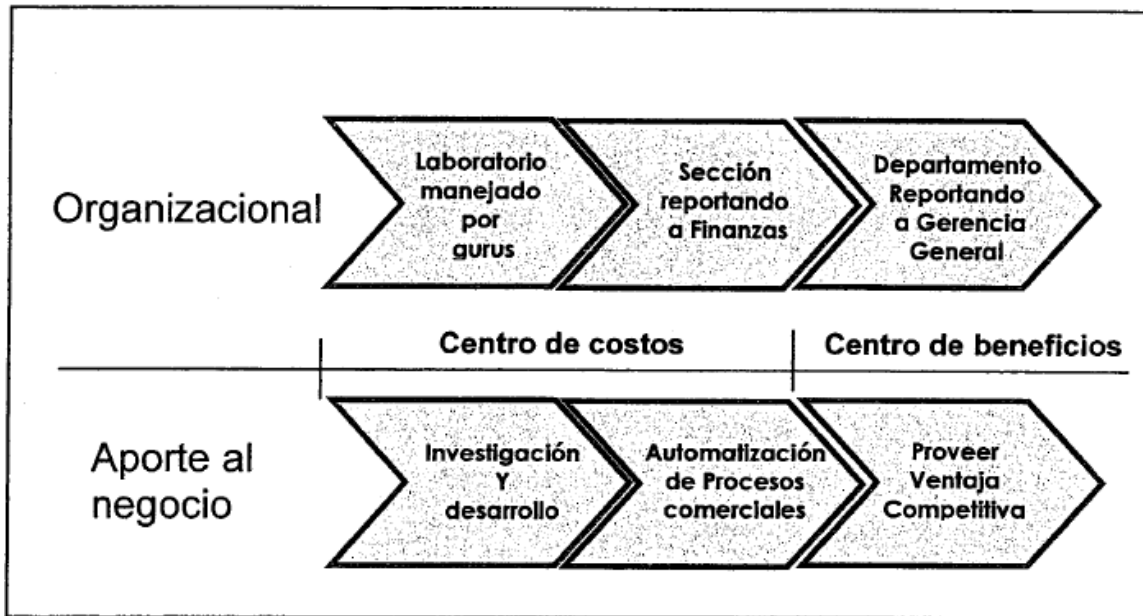 Organizacional
Laboratorio
manejado
por
gurus
Sección
reportando
a Finanzas
Departamento
Reportando
a Gerencia
General
Centro de costos
Centro de beneficios
Aporte al
negocio
Investigación
Y
desarrollo
Automatización
de Procesos
comerciales
Proveer
Ventaja
Competitiva